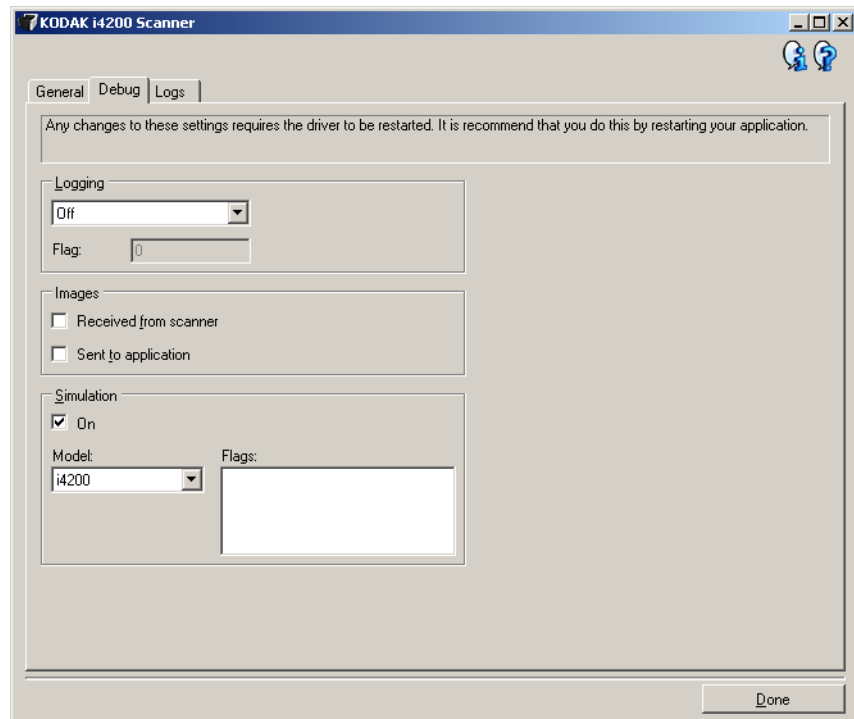 KODAK i4200 Scanner
General Debug Logs
Any changes to these settings requires the driver to be restarted. It is recommend that you do this by restarting your application.
Logging
Off
Flag: 0
Images
Received from scanner
Sent to application
Simulation
On
Model: Flags:
i4200
Done